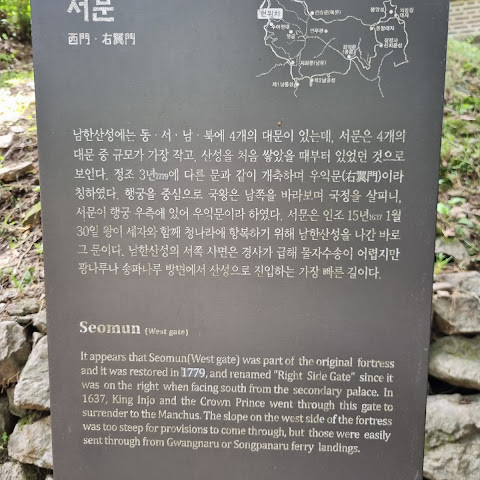 서문
西門 · 右翼門
현위치
남한산성에는 동·서·남·북에 4개의 대문이 있는데, 서문은 4개의
대문 중 규모가 가장 작고, 산성을 처음 쌓았을 때부터 있었던 것으로
보인다. 정조 3년1779에 다른 문과 같이 개축하며 우익문(右翼門)이라
칭하였다. 행궁을 중심으로 국왕은 남쪽을 바라보며 국정을 살피니,
서문이 행궁 우측에 있어 우익문이라 하였다. 서문은 인조 15년1637 1월
30일 왕이 세자와 함께 청나라에 항복하기 위해 남한산성을 나간 바로
그 문이다. 남한산성의 서쪽 사면은 경사가 급해 물자수송이 어렵지만
광나루나 송파나루 방면에서 산성으로 진입하는 가장 빠른 길이다.
Seomun (West gate)
It appears that Seomun(West gate) was part of the original fortress
and it was restored in 1779, and renamed "Right Side Gate" since it
was on the right when facing south from the secondary palace. In
1637, King Injo and the Crown Prince went through this gate to
surrender to the Manchus. The slope on the west side of the fortress
was too steep for provisions to come through, but those were easily
sent through from Gwangnaru or Songpanaru ferry landings.